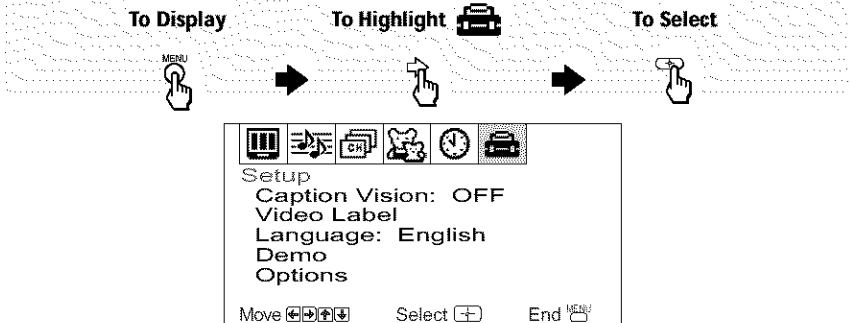 To Display To Highlight To Select
MENU
CH
Setup
Caption Vision: OFF
Video Label
Language: English
Demo
Options
Move Select End MENU